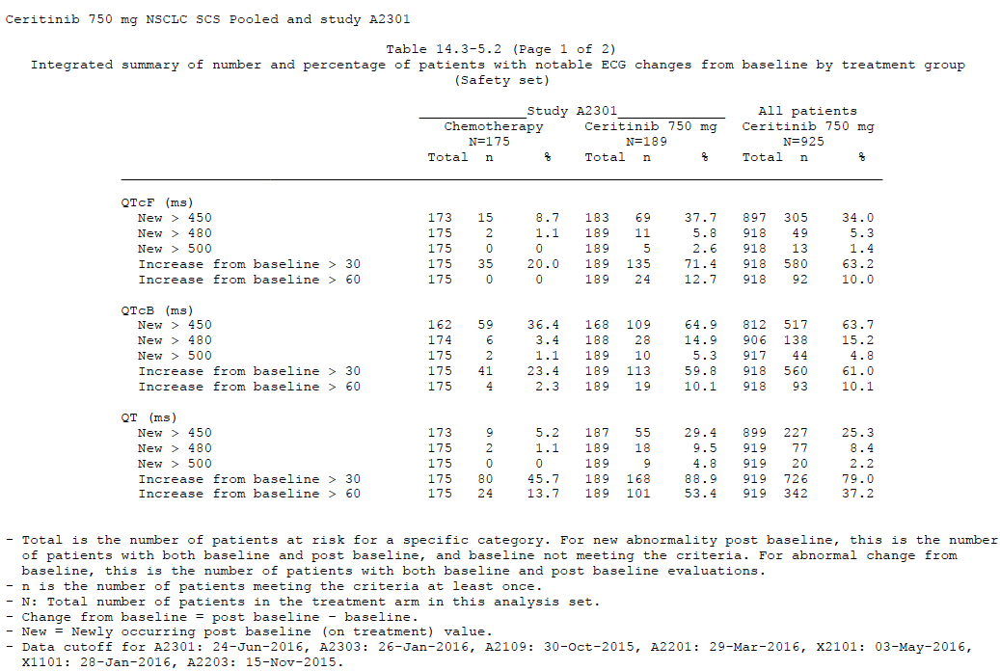 Ceritinib 750 mg NSCLC SCS Pooled and study A2301
Table 14.3-5.2 (Page 1 of 2)
Integrated summary of number and percentage of patients with notable ECG changes from baseline by treatment group
(Safety set)
Study A2301 All patients
Chemotherapy Ceritinib 750 mg Ceritinib 750 mg
N=175 N=189 N=925
Total n % Total n % Total n %
QTcF (ms)
New > 450 173 15 8.7 183 69 37.7 897 305 34.0
New > 480 175 2 1.1 189 11 5.8 918 49 5.3
New > 500 175 0 0 189 5 2.6 918 13 1.4
Increase from baseline > 30 175 35 20.0 189 135 71.4 918 580 63.2
Increase from baseline > 60 175 0 0 189 24 12.7 918 92 10.0
QTcB (ms)
New > 450 162 59 36.4 168 109 64.9 812 517 63.7
New > 480 174 6 3.4 188 28 14.9 906 138 15.2
New > 500 175 2 1.1 189 10 5.3 917 44 4.8
Increase from baseline > 30 175 41 23.4 189 113 59.8 918 560 61.0
Increase from baseline > 60 175 4 2.3 189 19 10.1 918 93 10.1
QT (ms)
New > 450 173 9 5.2 187 55 29.4 899 227 25.3
New > 480 175 2 1.1 189 18 9.5 919 77 8.4
New > 500 175 0 0 189 9 4.8 919 20 2.2
Increase from baseline > 30 175 80 45.7 189 168 88.9 919 726 79.0
Increase from baseline > 60 175 24 13.7 189 101 53.4 919 342 37.2
- Total is the number of patients at risk for a specific category. For new abnormality post baseline, this is the number
of patients with both baseline and post baseline, and baseline not meeting the criteria. For abnormal change from
baseline, this is the number of patients with both baseline and post baseline evaluations.
- n is the number of patients meeting the criteria at least once.
- N: Total number of patients in the treatment arm in this analysis set.
- Change from baseline = post baseline - baseline.
- New = Newly occurring post baseline (on treatment) value.
- Data cutoff for A2301: 24-Jun-2016, A2303: 26-Jan-2016, A2109: 30-Oct-2015, A2201: 29-Mar-2016, X2101: 03-May-2016,
X1101: 28-Jan-2016, A2203: 15-Nov-2015.